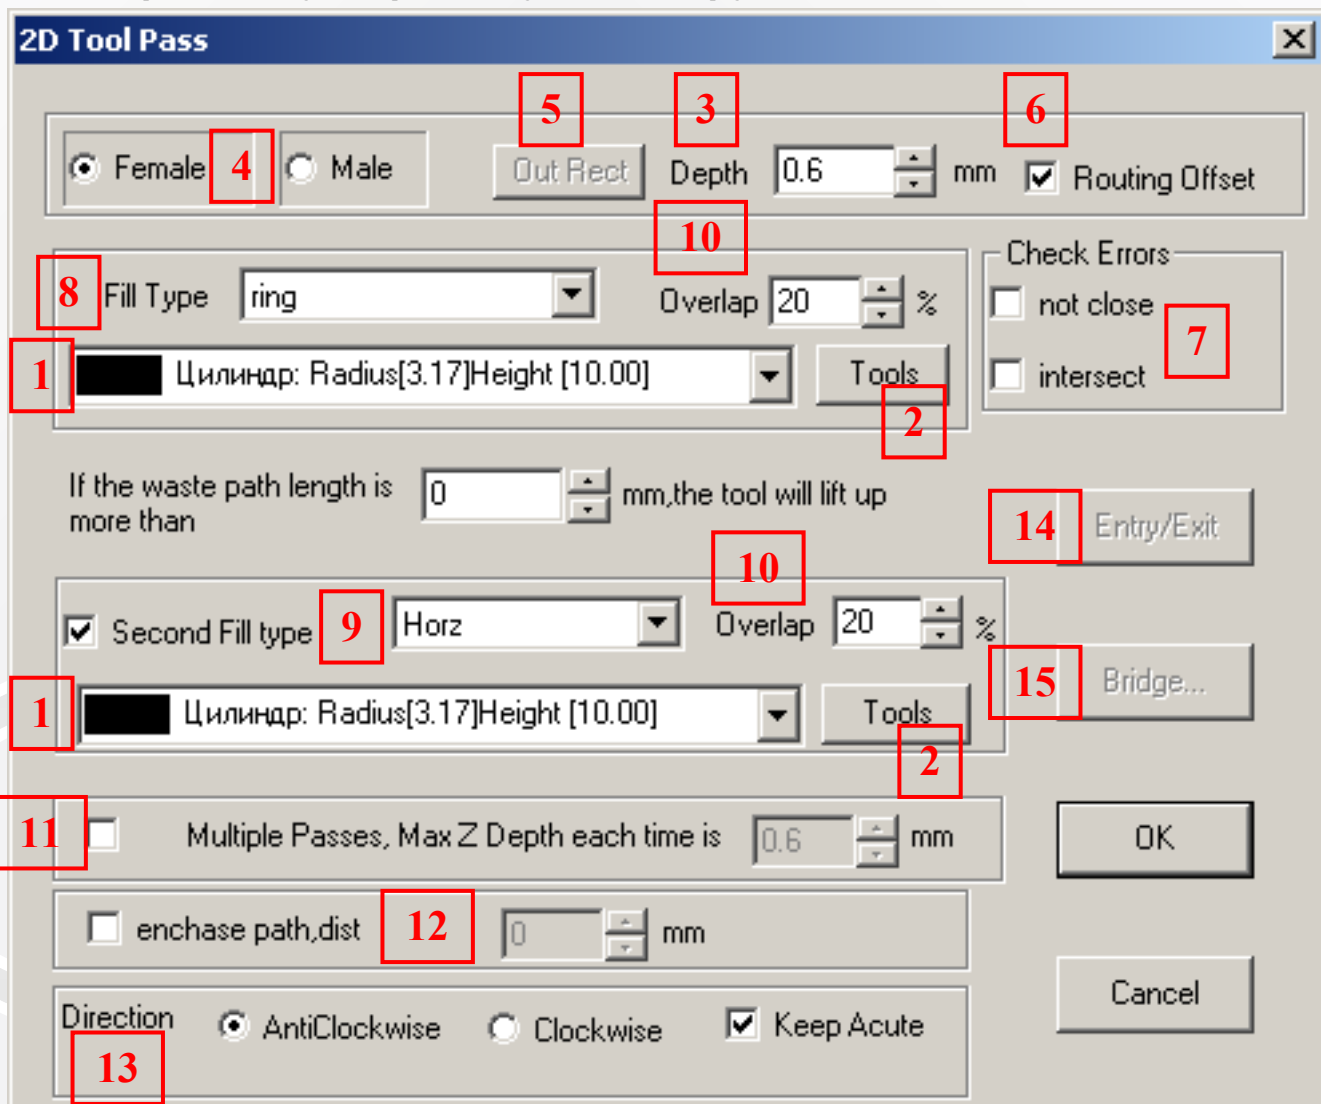 2D Tool Pass
5 3 6
Female 4 Male Out Rect Depth 0.6 mm Routing Offset
10
8 Fill Type ring Overlap 20 %
Check Errors
not close
7
intersect
1 Цилиндр: Radius[3.17]Height [10.00] Tools
2
If the waste path length is
more than
0 mm,the tool will lift up
14 Entry/Exit
10
Second Fill type 9 Horz Overlap 20 %
15 Bridge...
1 Цилиндр: Radius[3.17]Height [10.00] Tools
2
11 Multiple Passes, Max Z Depth each time is 0.6 mm
OK
enchase path,dist 12 0 mm
Cancel
Direction AntiClockwise Clockwise Keep Acute
13